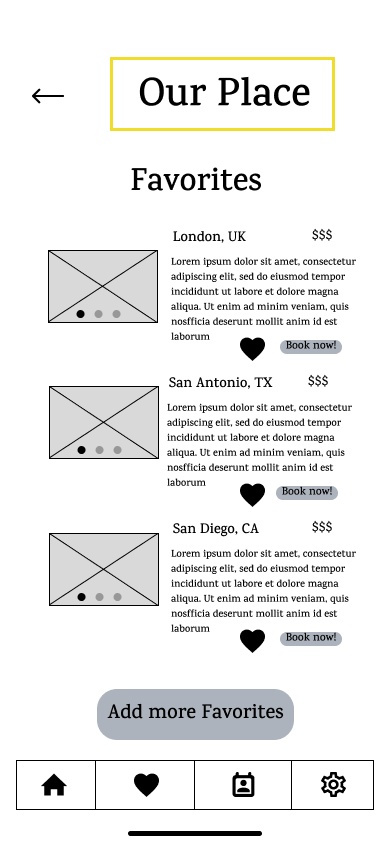 Our Place
Favorites
London, UK
$$$
Lorem ipsum dolor sit amet, consectetur
adipiscing elit, sed do eiusmod tempor
incididunt ut labore et dolore magna
aliqua. Ut enim ad minim veniam, quis
nosfficia deserunt mollit anim id est
laborum
Book now!
San Antonio, TX
$$$
Lorem ipsum dolor sit amet, consectetur
adipiscing elit, sed do eiusmod tempor
incididunt ut labore et dolore magna
aliqua. Ut enim ad minim veniam, quis
nosfficia deserunt mollit anim id est
laborum
Book now!
San Diego, CA
$$$
Lorem ipsum dolor sit amet, consectetur
adipiscing elit, sed do eiusmod tempor
incididunt ut labore et dolore magna
aliqua. Ut enim ad minim veniam, quis
nosfficia deserunt mollit anim id est
laborum
Book now!
Add more Favorites